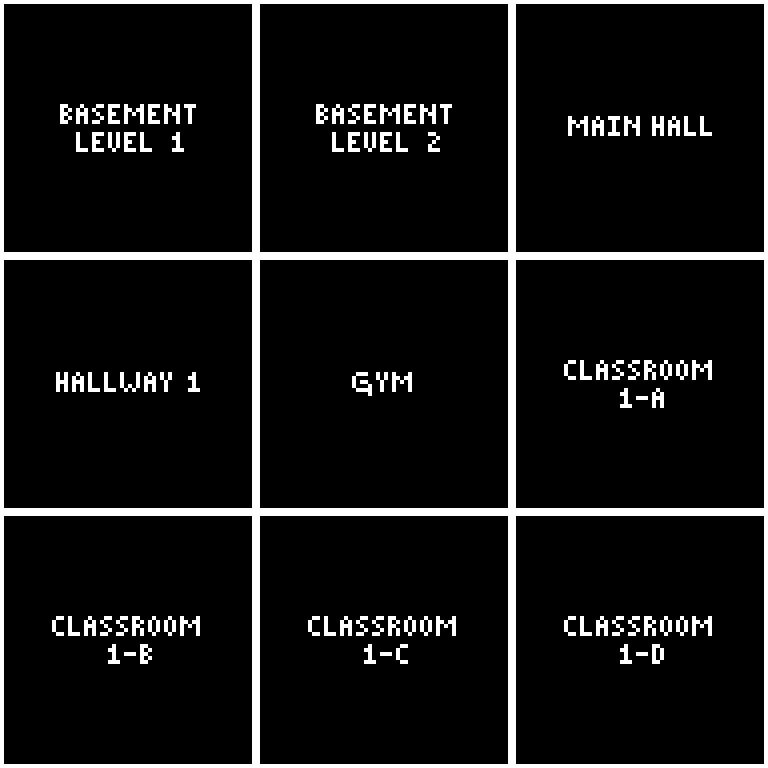 BASEMENT
LEVEL 1
BASEMENT
LEVEL 2
MAIN HALL
HALLWAY 1
GYM
CLASSROOM
1-A
CLASSROOM
1-B
CLASSROOM
1-C
CLASSROOM
1-D